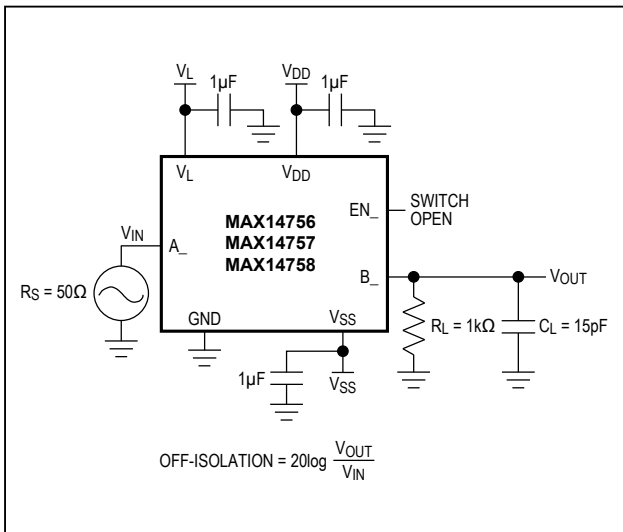 VL
1µF
VDD
1µF
VL
VDD
MAX14756
MAX14757
MAX14758
EN_
SWITCH
OPEN
VIN
A_
RS = 50Ω
B_
VOUT
GND
VSS
RL = 1kΩ
CL = 15pF
1µF
VSS
OFF-ISOLATION = 20log VOUT
VIN